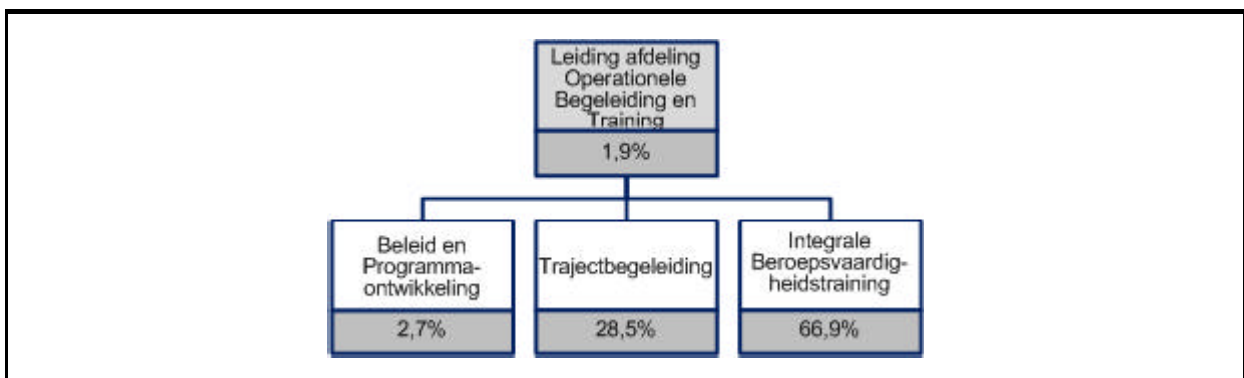 Leiding afdeling
Operationele
Begeleiding en
Training
1,9%
Beleid en
Programma-
ontwikkeling
2,7%
Trajectbegeleiding
28,5%
Integrale
Beroepsvaardig-
heidstraining
66,9%